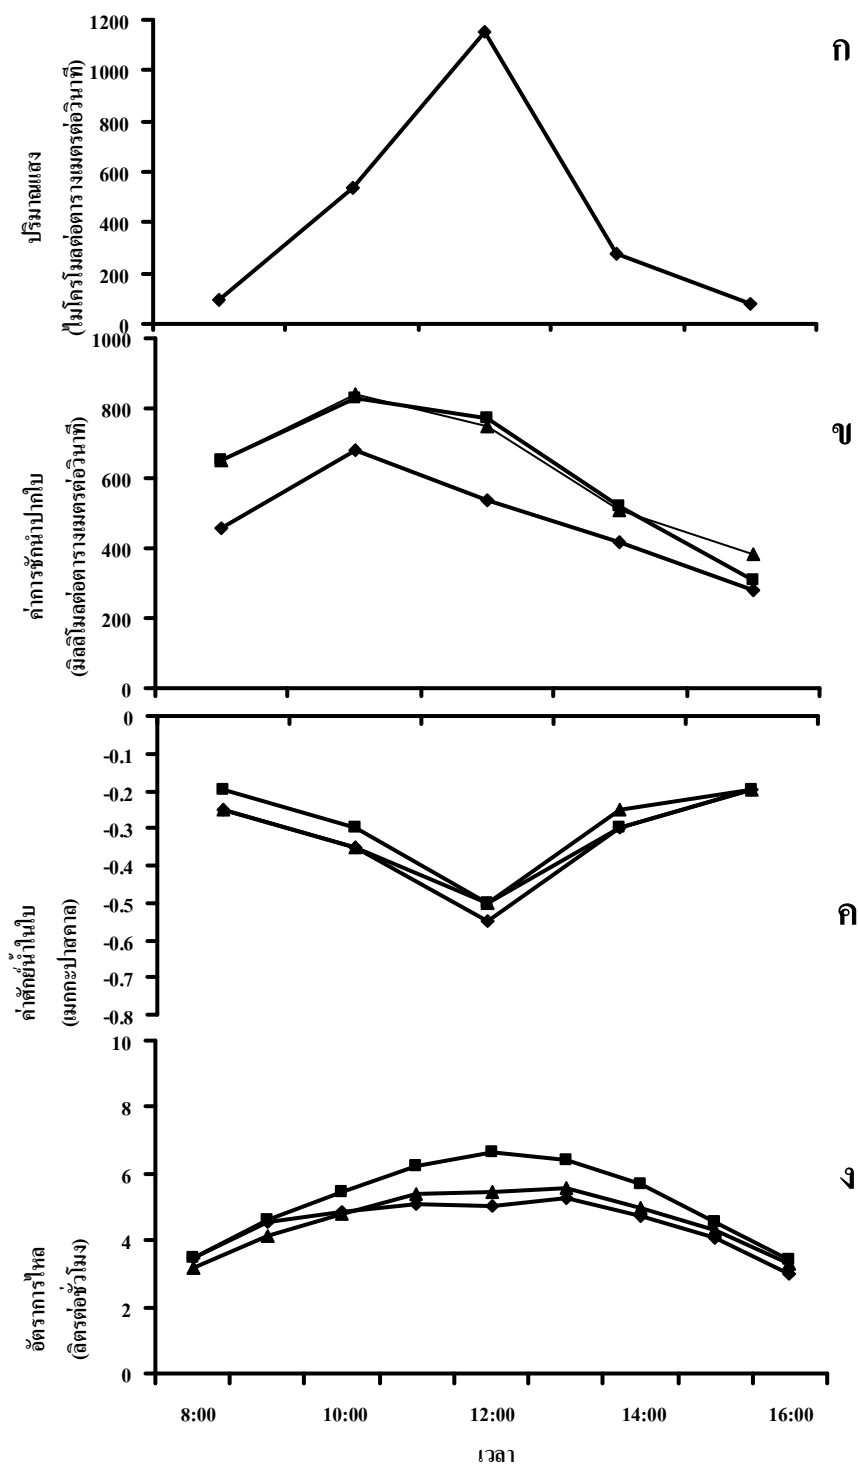 ก
ปริมาณแสง
(ไมโครโมลต่อตารางเมตรต่อวินาที)
1200
1000
800
600
400
200
0
ข
ค่าการชักนำปากใบ
(มิลลิโมลต่อตารางเมตรต่อวินาที)
1000
800
600
400
200
0
ค
ค่าศักย์น้ำในใบ
(เมกกะปาสคาล)
0
-0.1
-0.2
-0.3
-0.4
-0.5
-0.6
-0.7
-0.8
ง
อัตราการไหล
(ลิตรต่อชั่วโมง)
10
8
6
4
2
0
8:00 10:00 12:00 14:00 16:00
เวลา